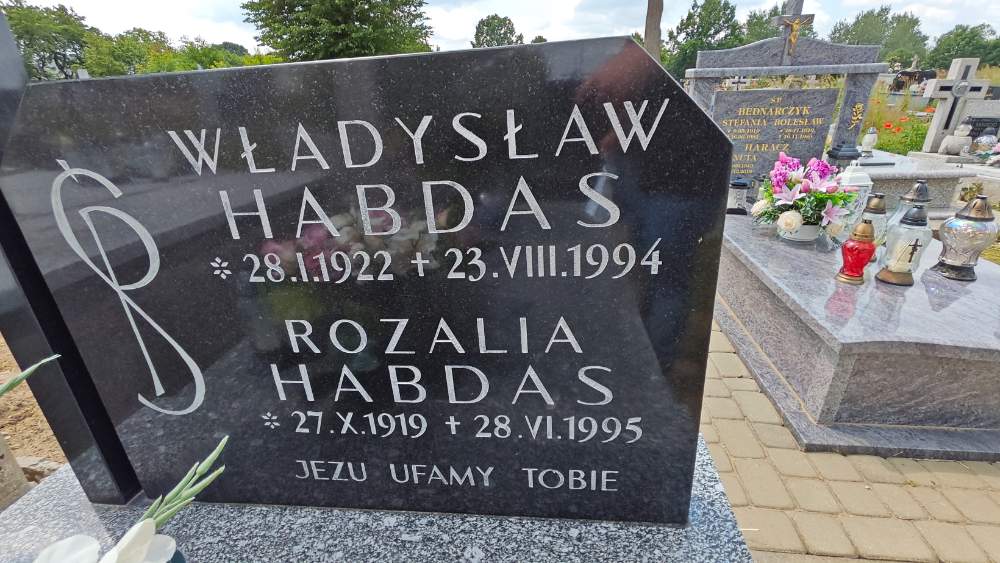 WŁADYSŁAW
HABDAS
* 28.I.1922 + 23.VIII.1994
ROZALIA
HABDAS
* 27.X.1919 + 28.VI.1995
JEZU UFAMY TOBIE
Ś.P.
BEDNARCZYK
STEFANIA - BOLESŁAW
HARACZ